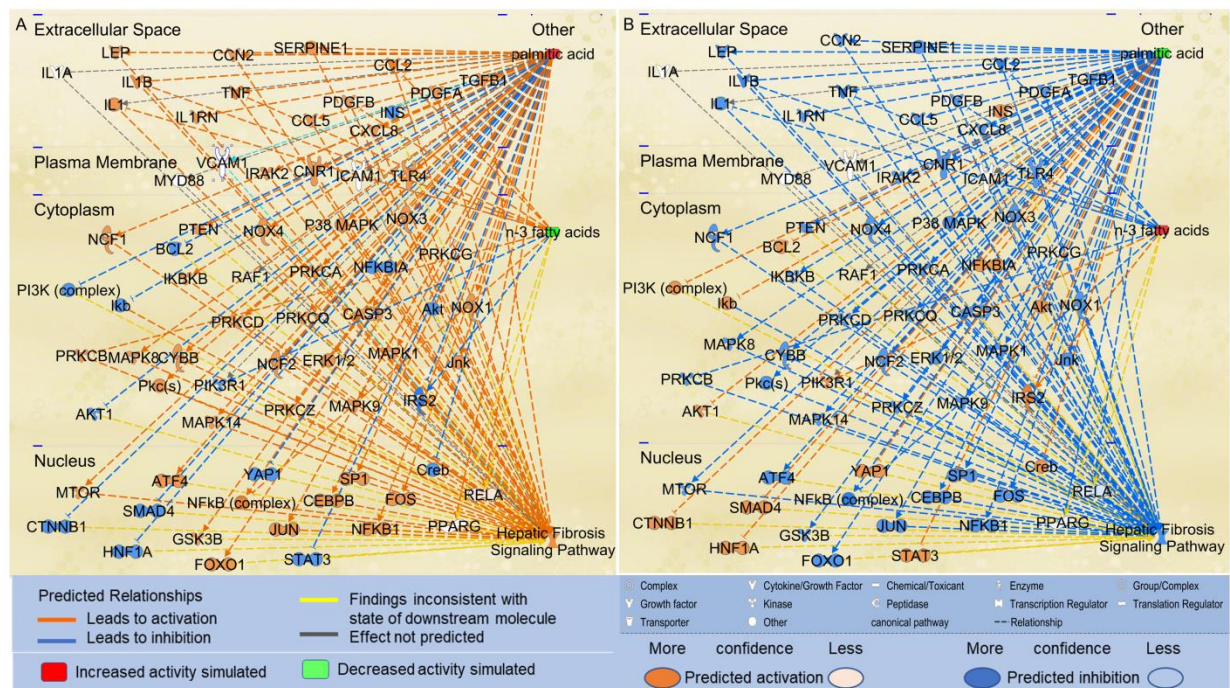 A
Extracellular Space
Other
LEP
CCN2
SERPINE1
palmitic acid
IL1A
IL1B
CCL2
TGFB1
IL1
TNF
PDGFA
IL1RN
PDGFB
INS
CCL5
CXCL8
Plasma Membrane
VCAM1
MYD88
IRAK2
CNR1
ICAM1
TLR4
Cytoplasm
NCF1
PTEN
BCL2
NOX4
P38 MAPK
NOX3
n-3 fatty acids
PI3K (complex)
IKBKB
RAF1
PRKCA
NFKBIA
PRKCG
Ikb
PRKCD
PRKCQ
CASP3
Akt
NOX1
PRKCB
MAPK8
CYBB
NCF2
ERK1/2
MAPK1
Jnk
Pkc(s)
PIK3R1
AKT1
MAPK14
PRKCZ
MAPK9
IRS2
Nucleus
MTOR
ATF4
YAP1
SP1
Creb
CTNNB1
SMAD4
NFkB (complex)
CEBPB
FOS
RELA
HNF1A
GSK3B
JUN
NFKB1
PPARG
Hepatic Fibrosis
Signaling Pathway
FOXO1
STAT3
B
Extracellular Space
Other
LEP
CCN2
SERPINE1
palmitic acid
IL1A
IL1B
CCL2
TGFB1
IL1
TNF
PDGFA
IL1RN
PDGFB
INS
CCL5
CXCL8
Plasma Membrane
VCAM1
MYD88
IRAK2
CNR1
ICAM1
TLR4
Cytoplasm
NCF1
PTEN
BCL2
NOX4
P38 MAPK
NOX3
n-3 fatty acids
PI3K (complex)
IKBKB
RAF1
PRKCA
NFKBIA
PRKCG
Ikb
PRKCD
PRKCQ
CASP3
Akt
NOX1
MAPK8
CYBB
NCF2
ERK1/2
MAPK1
Jnk
PRKCB
Pkc(s)
PIK3R1
AKT1
MAPK14
PRKCZ
MAPK9
IRS2
Nucleus
MTOR
ATF4
YAP1
SP1
Creb
CTNNB1
SMAD4
NFkB (complex)
CEBPB
FOS
RELA
HNF1A
GSK3B
JUN
NFKB1
PPARG
Hepatic Fibrosis
Signaling Pathway
FOXO1
STAT3
Predicted Relationships
Leads to activation
Leads to inhibition
Findings inconsistent with
state of downstream molecule
Effect not predicted
Increased activity simulated
Decreased activity simulated
Complex
Cytokine/Growth Factor
Chemical/Toxicant
Enzyme
Group/Complex
Growth factor
Kinase
Peptidase
Transcription Regulator
Translation Regulator
Transporter
Other
canonical pathway
Relationship
More confidence Less
Predicted activation
More confidence Less
Predicted inhibition